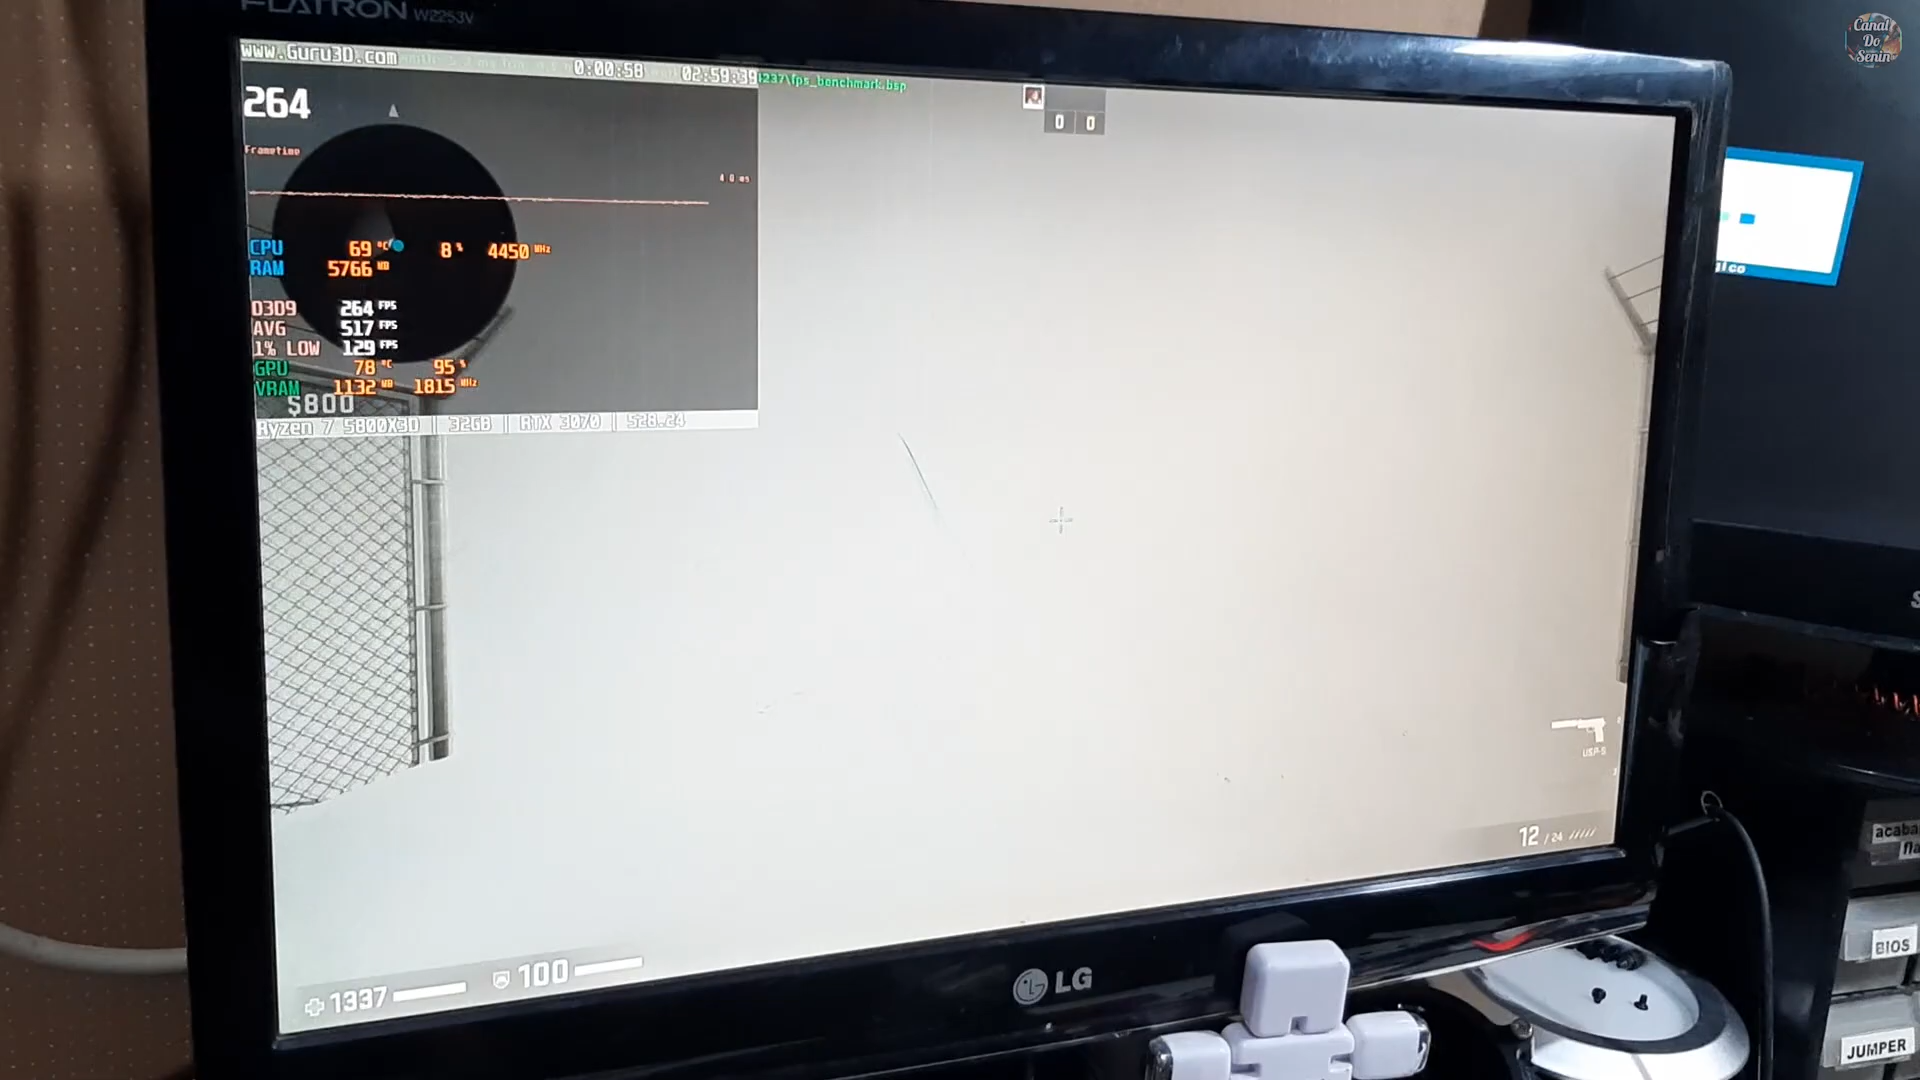 FLATRON W2253V
Canal
Do
Senin
www.Guru3D.com
0:00:58 02:59:39
1237\fps_benchmark.bsp
264
0 0
Frametime
CPU 69 °C 8 % 4450 MHz
RAM 5766 MB
D3D9 264 FPS
AVG 517 FPS
1% LOW 129 FPS
GPU 78 °C 95 %
VRAM 1132 MB 1815 MHz
$800
Ryzen 7 5800X3D | 32GB | RTX 3070 | 528.24
USP-S
12 / 24
1337
100
LG
BIOS
JUMPER